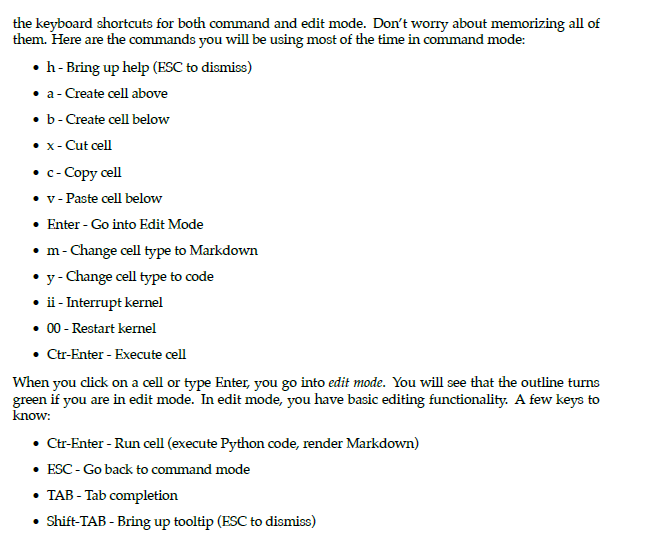 the keyboard shortcuts for both command and edit mode. Don't worry about memorizing all of
them. Here are the commands you will be using most of the time in command mode:
• h - Bring up help (ESC to dismiss)
• a - Create cell above
• b - Create cell below
• x - Cut cell
• c - Copy cell
• v - Paste cell below
• Enter - Go into Edit Mode
• m - Change cell type to Markdown
• y - Change cell type to code
• ii - Interrupt kernel
• 00 - Restart kernel
• Ctr-Enter - Execute cell
When you click on a cell or type Enter, you go into edit mode. You will see that the outline turns
green if you are in edit mode. In edit mode, you have basic editing functionality. A few keys to
know:
• Ctr-Enter - Run cell (execute Python code, render Markdown)
• ESC - Go back to command mode
• TAB - Tab completion
• Shift-TAB - Bring up tooltip (ESC to dismiss)